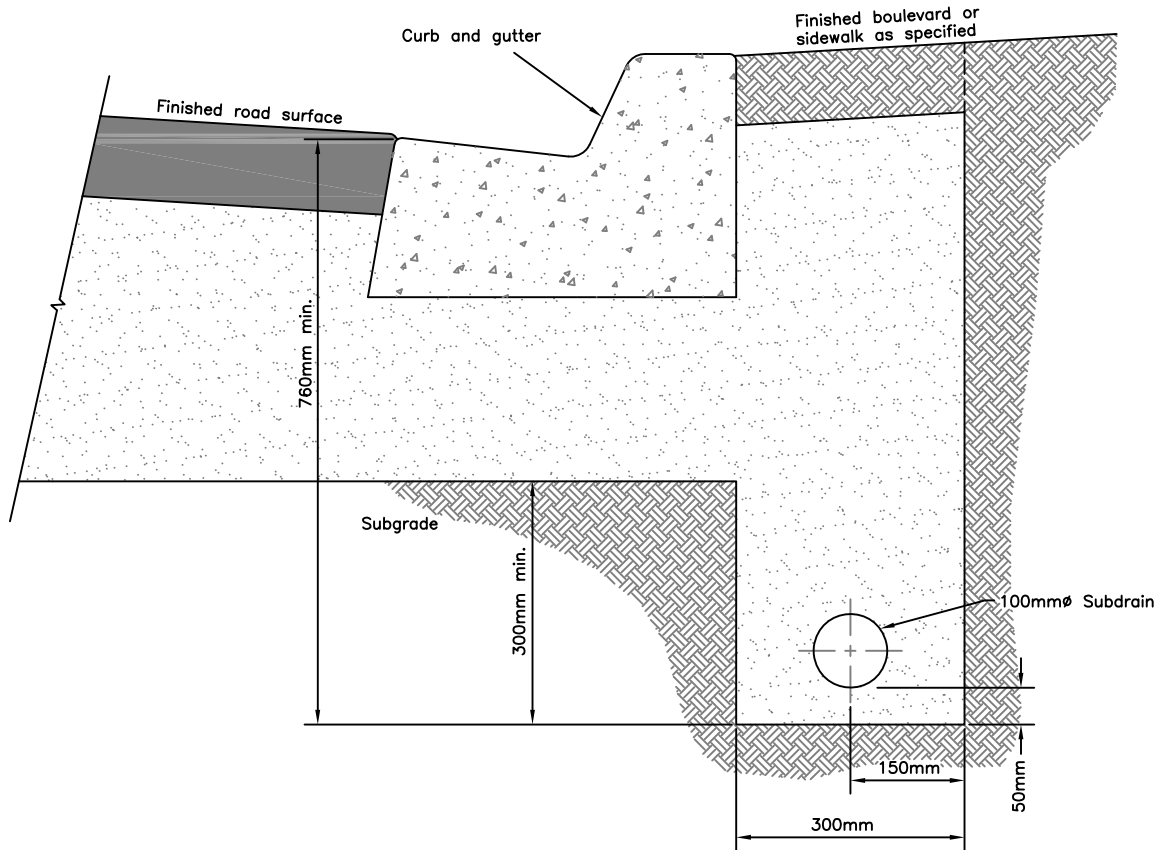 Finished boulevard or
sidewalk as specified
Curb and gutter
Finished road surface
760mm min.
Subgrade
300mm min.
100mmø Subdrain
150mm
50mm
300mm